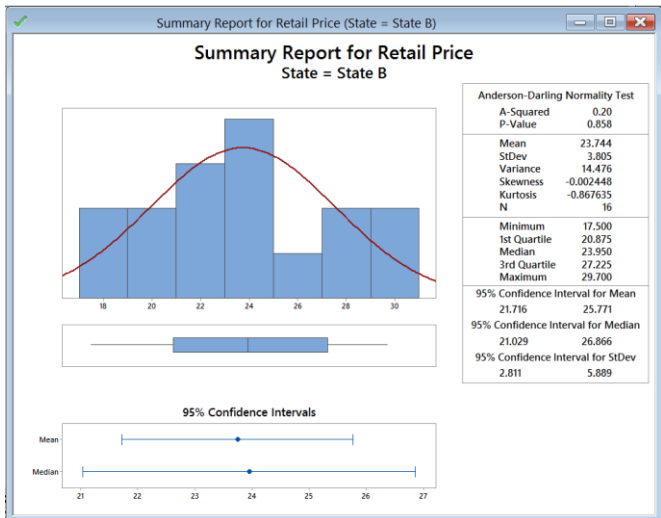 Summary Report for Retail Price (State = State B)
Summary Report for Retail Price
State = State B
18 20 22 24 26 28 30
Anderson-Darling Normality Test
A-Squared 0.20
P-Value 0.858
Mean 23.744
StDev 3.805
Variance 14.476
Skewness -0.002448
Kurtosis -0.867635
N 16
Minimum 17.500
1st Quartile 20.875
Median 23.950
3rd Quartile 27.225
Maximum 29.700
95% Confidence Interval for Mean
21.716 25.771
95% Confidence Interval for Median
21.029 26.866
95% Confidence Interval for StDev
2.811 5.889
95% Confidence Intervals
Mean
Median
21 22 23 24 25 26 27